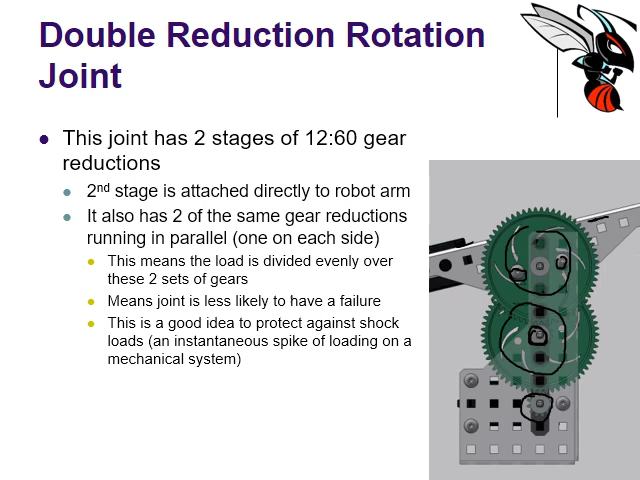 Double Reduction Rotation
Joint
This joint has 2 stages of 12:60 gear
reductions
2nd stage is attached directly to robot arm
It also has 2 of the same gear reductions
running in parallel (one on each side)
This means the load is divided evenly over
these 2 sets of gears
Means joint is less likely to have a failure
This is a good idea to protect against shock
loads (an instantaneous spike of loading on a
mechanical system)